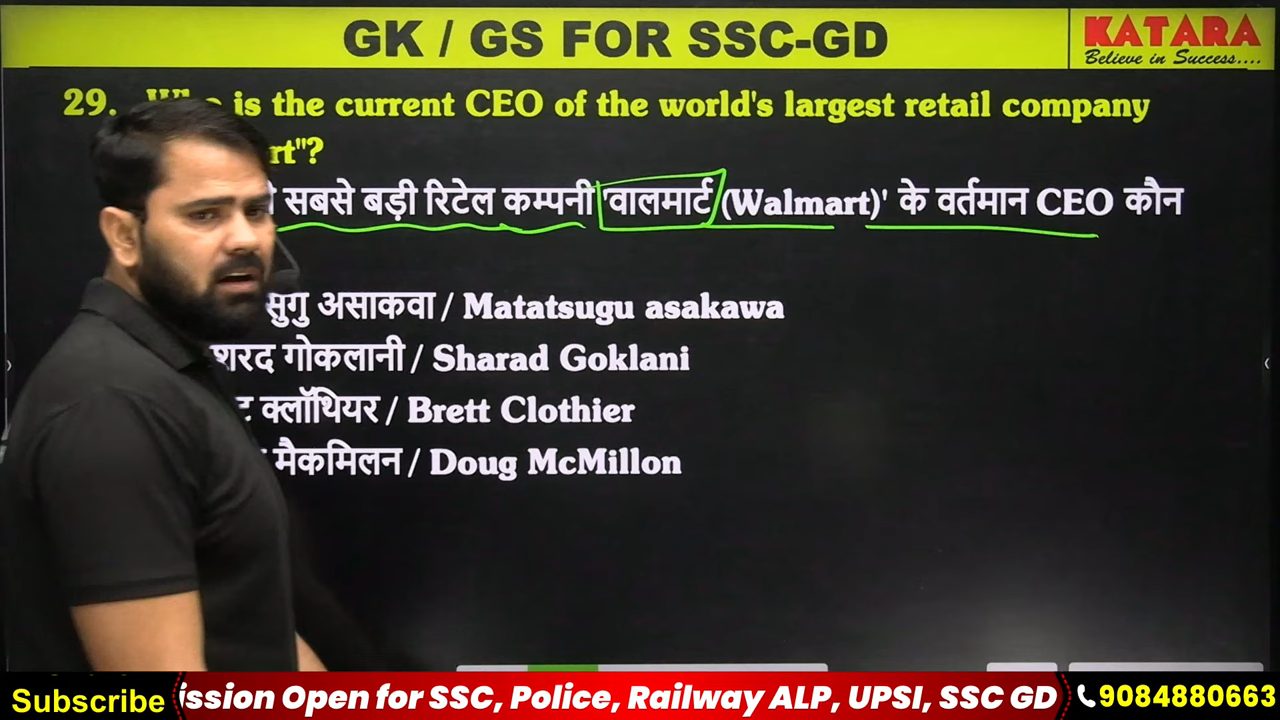 GK / GS FOR SSC-GD
KATARA
Believe in Success....
29. is the current CEO of the world's largest retail company
rt"?
सबसे बड़ी रिटेल कम्पनी 'वालमार्ट (Walmart)' के वर्तमान CEO कौन
सुगु असाकवा / Matatsugu asakawa
शरद गोकलानी / Sharad Goklani
क्लॉथियर / Brett Clothier
मैकमिलन / Doug McMillon
Subscribe
ission Open for SSC, Police, Railway ALP, UPSI, SSC GD
9084880663